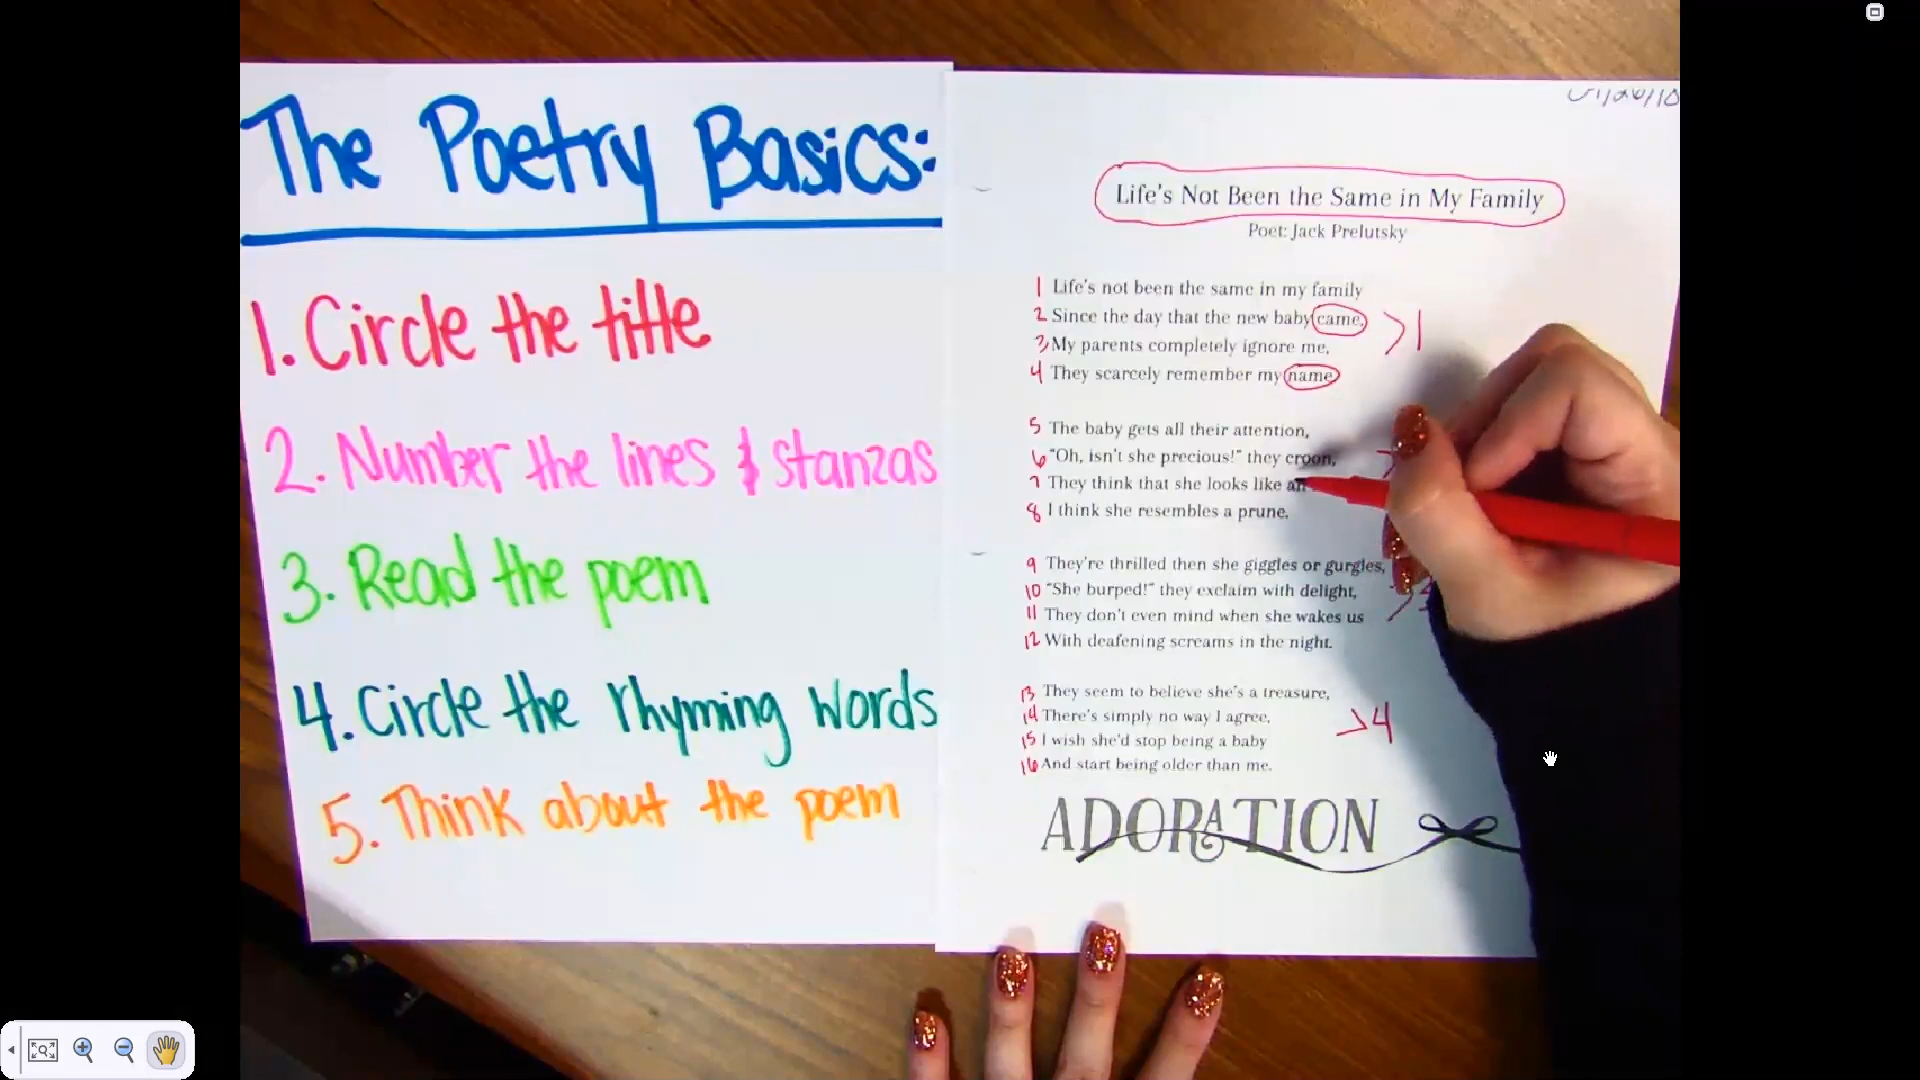 The Poetry Basics:
1. Circle the title
2. Number the lines & stanzas
3. Read the poem
4. Circle the rhyming words
5. Think about the poem
Life's Not Been the Same in My Family
Poet: Jack Prelutsky
1 Life's not been the same in my family
2 Since the day that the new baby came,
3 My parents completely ignore me,
4 They scarcely remember my name
>1
5 The baby gets all their attention,
6 "Oh, isn't she precious!" they croon,
7 They think that she looks like an
8 I think she resembles a prune.
9 They're thrilled then she giggles or gurgles,
10 "She burped!" they exclaim with delight,
11 They don't even mind when she wakes us
12 With deafening screams in the night.
13 They seem to believe she's a treasure,
14 There's simply no way I agree,
15 I wish she'd stop being a baby
16 And start being older than me.
>4
ADORATION